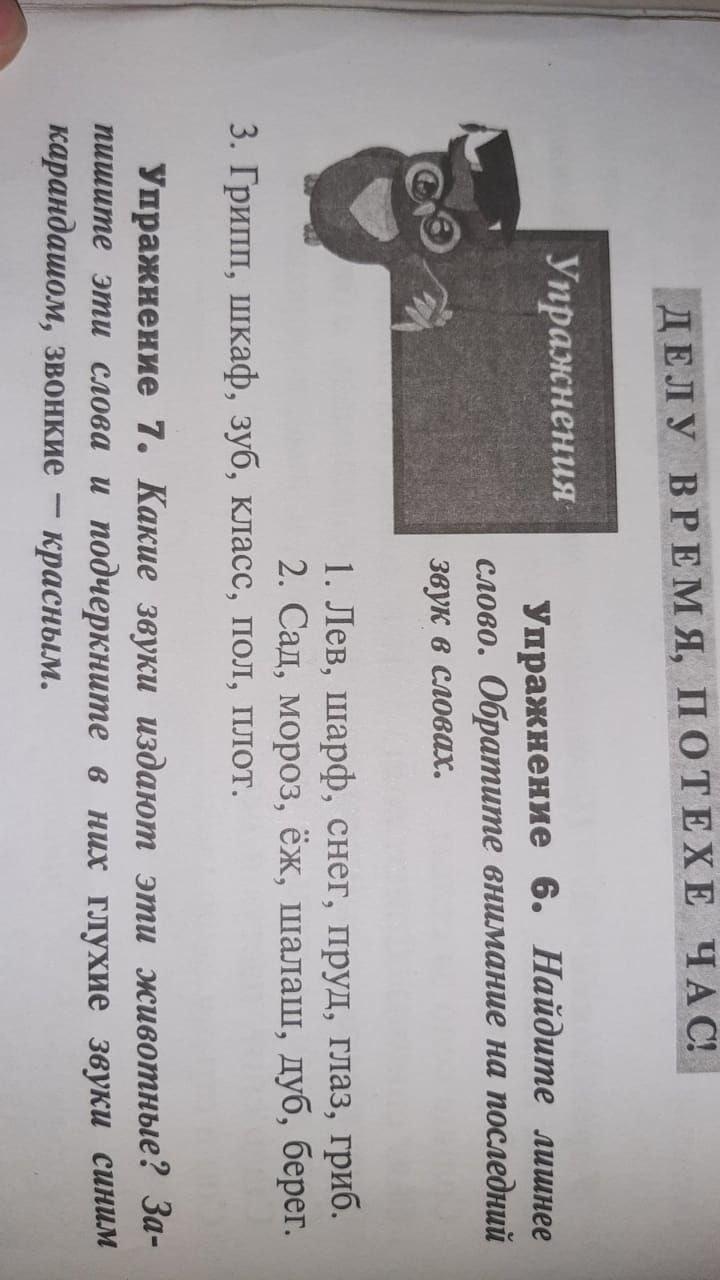 ДЕЛУ ВРЕМЯ, ПОТЕХЕ ЧАС!
Упражнения
Упражнение 6. Найдите лишнее
слово. Обратите внимание на последний
звук в словах.
1. Лев, шарф, снег, пруд, глаз, гриб.
2. Сад, мороз, ёж, шалаш, дуб, берег.
3. Грипп, шкаф, зуб, класс, пол, плот.
Упражнение 7. Какие звуки издают эти животные? За-
пишите эти слова и подчеркните в них глухие звуки синим
карандашом, звонкие – красным.